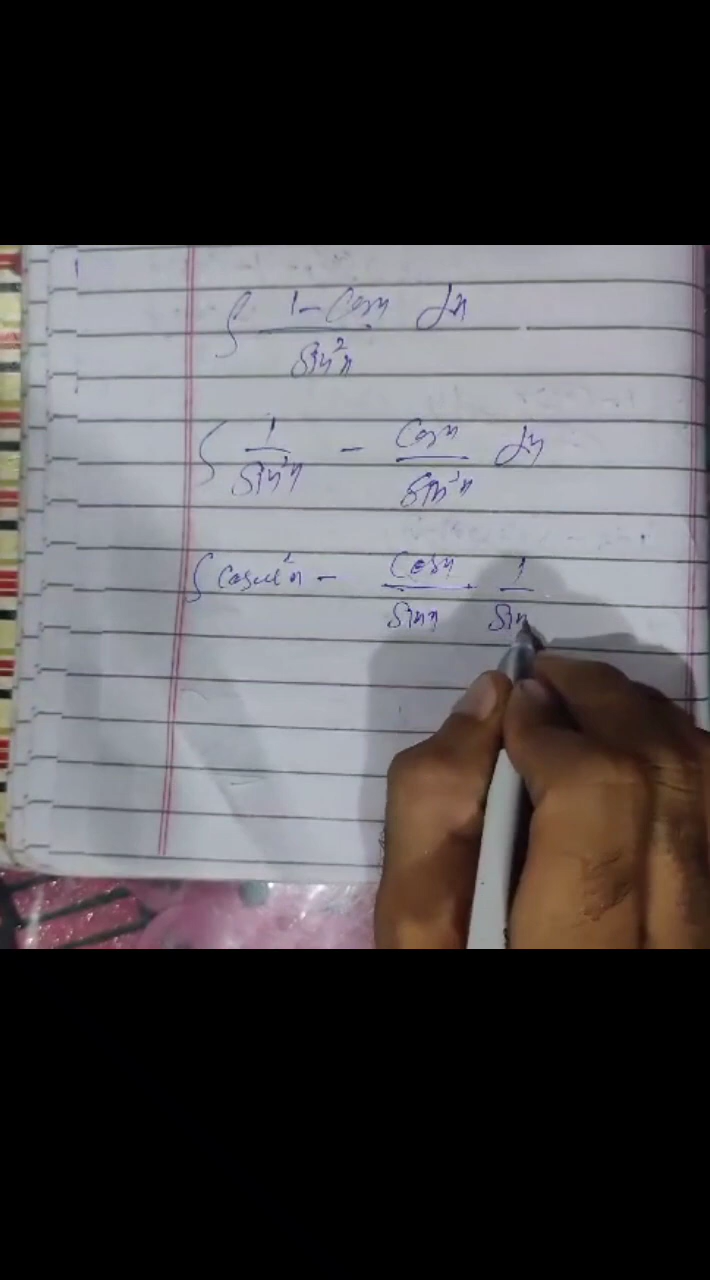 ∫ (1 - Cosx)/(Sin²x) dx
∫ 1/(Sin²x) - Cosx/(Sin²x) dx
∫ Cosec²x - Cosx/Sinx 1/Sinx